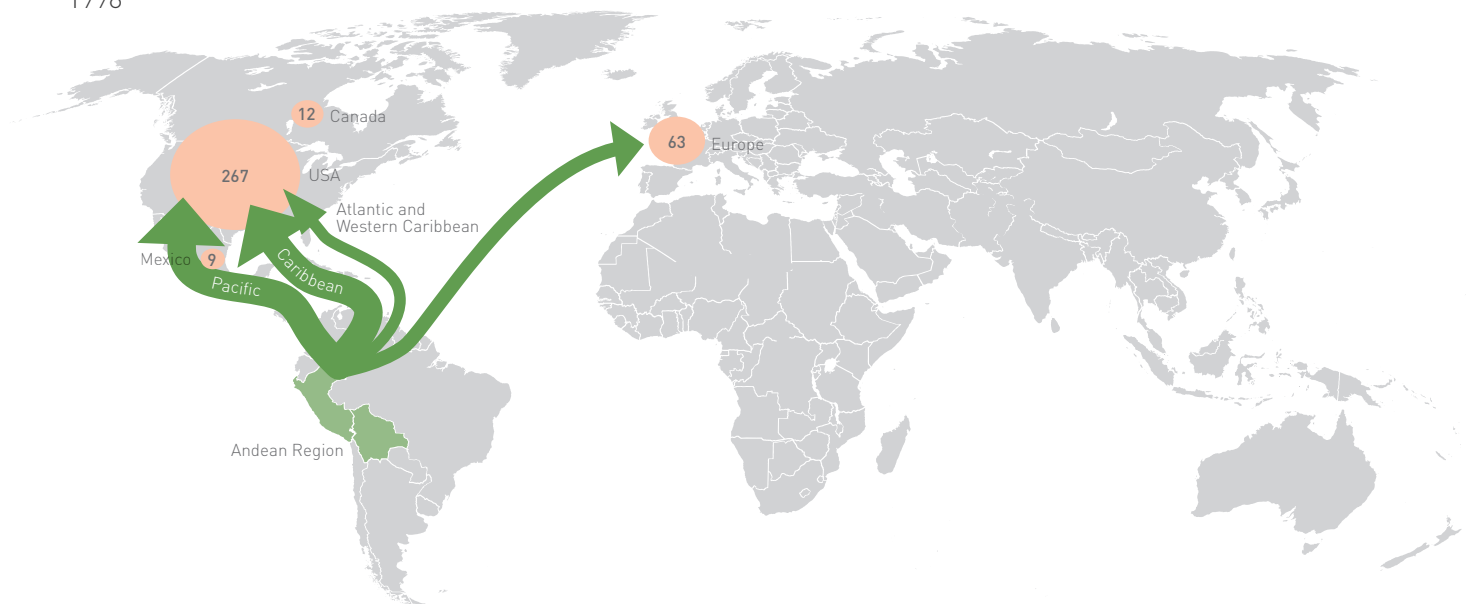 12 Canada
63 Europe
267 USA
Atlantic and
Western Caribbean
Mexico 9
Caribbean
Pacific
Andean Region